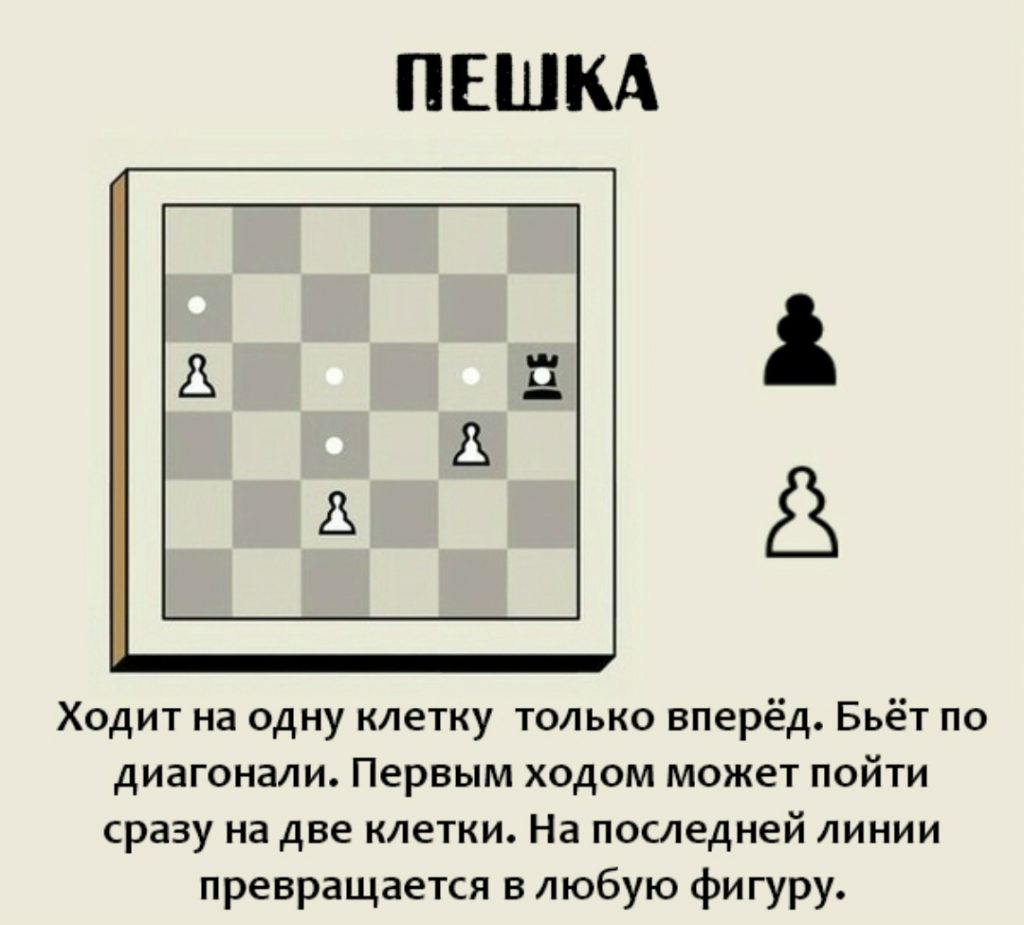 ПЕШКА
Ходит на одну клетку только вперёд. Бьёт по
диагонали. Первым ходом может пойти
сразу на две клетки. На последней линии
превращается в любую фигуру.